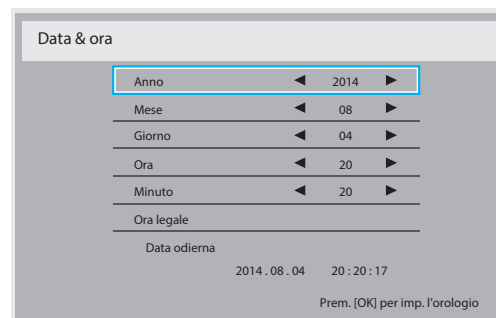 Data & ora
Anno ◀ 2014 ▶
Mese ◀ 08 ▶
Giorno ◀ 04 ▶
Ora ◀ 20 ▶
Minuto ◀ 20 ▶
Ora legale
Data odierna
2014 . 08 . 04 20 : 20 : 17
Prem. [OK] per imp. l'orologio